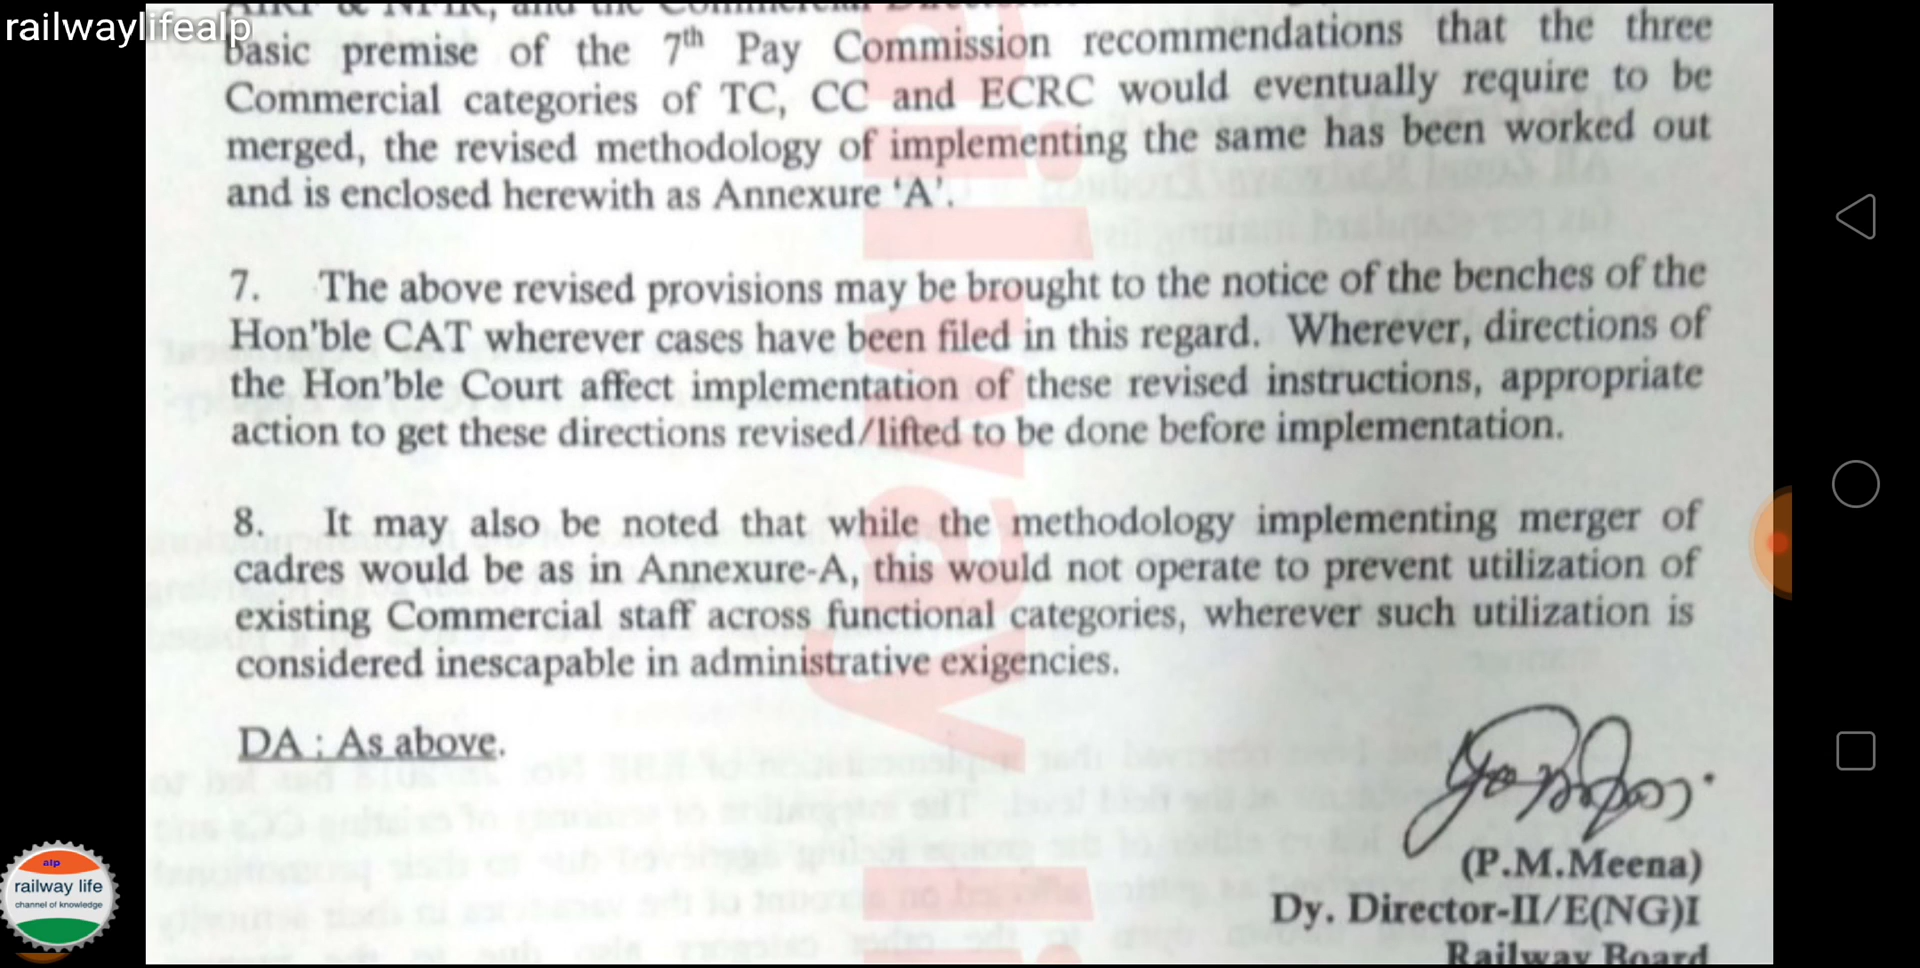 railwaylifealp
AIRF & NFIR, and the Commercial
basic premise of the 7th Pay Commission recommendations that the three
Commercial categories of TC, CC and ECRC would eventually require to be
merged, the revised methodology of implementing the same has been worked out
and is enclosed herewith as Annexure 'A'.
7. The above revised provisions may be brought to the notice of the benches of the
Hon'ble CAT wherever cases have been filed in this regard. Wherever, directions of
the Hon'ble Court affect implementation of these revised instructions, appropriate
action to get these directions revised/lifted to be done before implementation.
8. It may also be noted that while the methodology implementing merger of
cadres would be as in Annexure-A, this would not operate to prevent utilization of
existing Commercial staff across functional categories, wherever such utilization is
considered inescapable in administrative exigencies.
DA : As above.
(P.M.Meena)
Dy. Director-II/E(NG)I
Railway Board
alp
railway life
channel of knowledge